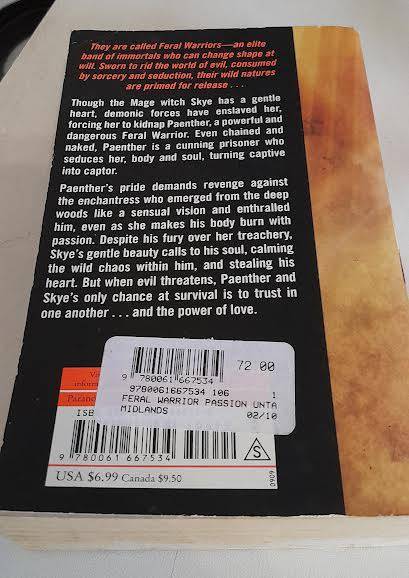 They are called Feral Warriors—an elite
band of immortals who can change shape at
will. Sworn to rid the world of evil, consumed
by sorcery and seduction, their wild natures
are primed for release . . .
Though the Mage witch Skye has a gentle
heart, demonic forces have enslaved her,
forcing her to kidnap Paenther, a powerful and
dangerous Feral Warrior. Even chained and
naked, Paenther is a cunning prisoner who
seduces her, body and soul, turning captive
into captor.
Paenther's pride demands revenge against
the enchantress who emerged from the deep
woods like a sensual vision and enthralled
him, even as she makes his body burn with
passion. Despite his fury over her treachery,
Skye's gentle beauty calls to his soul, calming
the wild chaos within him, and stealing his
heart. But when evil threatens, Paenther and
Skye's only chance at survival is to trust in
one another . . . and the power of love.
72 00
9 780061 667534
9780061667534 106 1
FERAL WARRIOR PASSION UNTA
MIDLANDS 02/10
Vi
inform
Parano
ISB
9 780061 667534
S
0609
USA $6.99 Canada $9.50